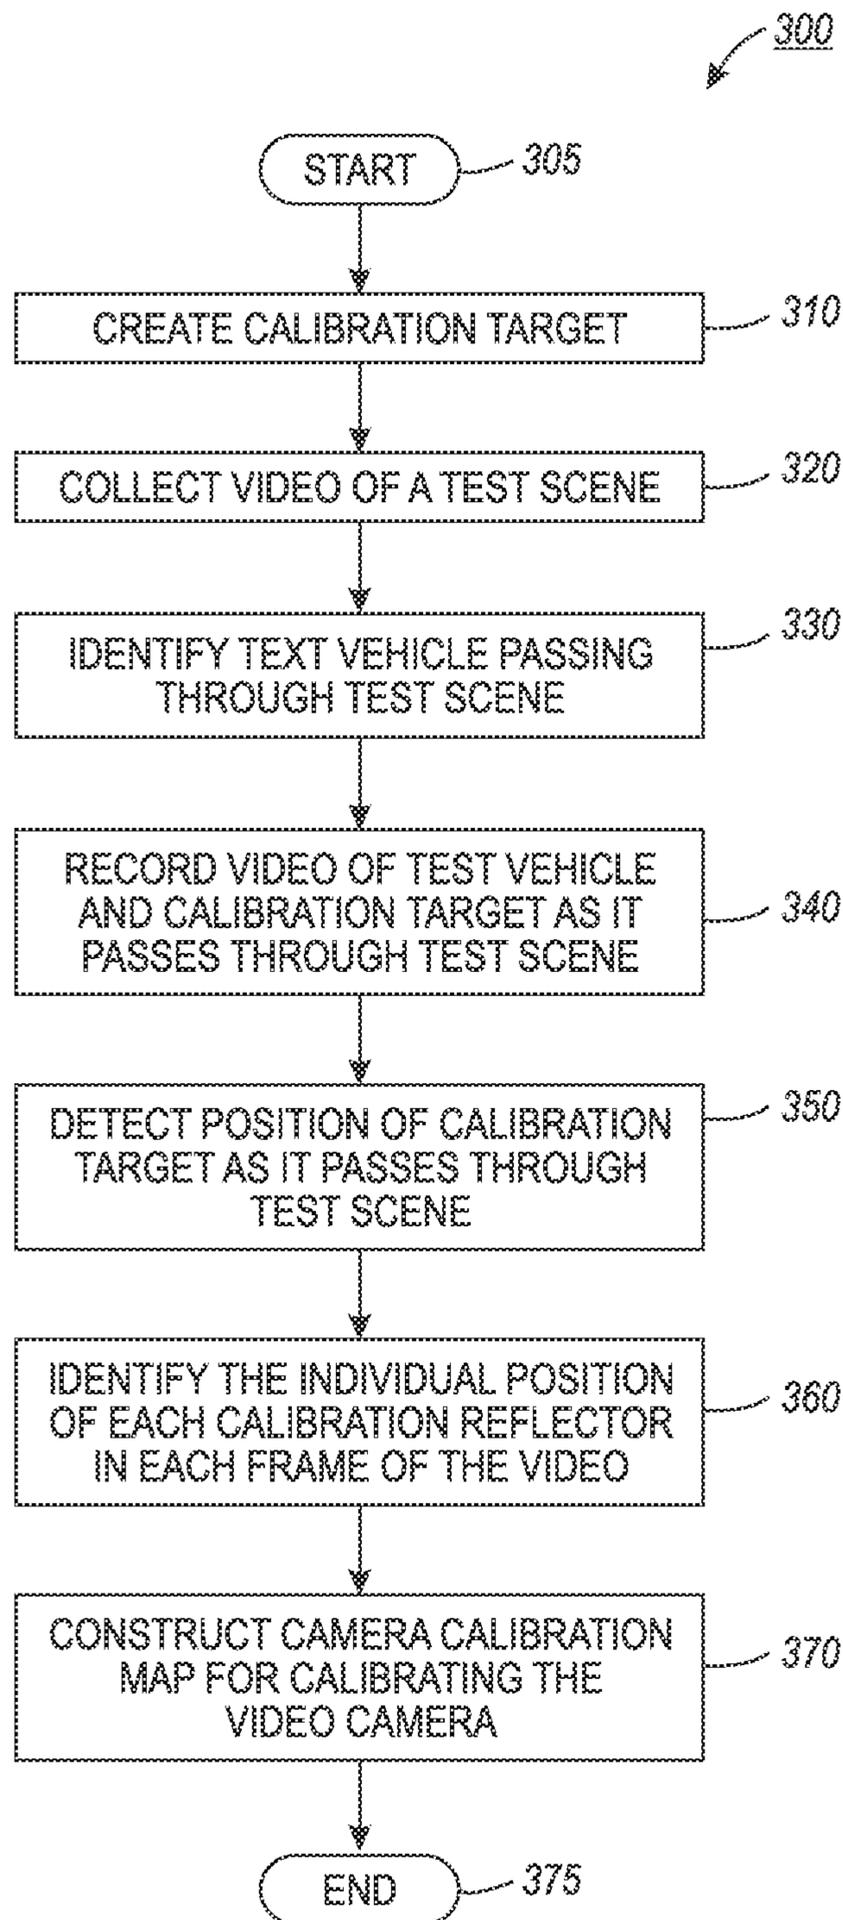 300
START
305
CREATE CALIBRATION TARGET
310
COLLECT VIDEO OF A TEST SCENE
320
IDENTIFY TEXT VEHICLE PASSING
THROUGH TEST SCENE
330
RECORD VIDEO OF TEST VEHICLE
AND CALIBRATION TARGET AS IT
PASSES THROUGH TEST SCENE
340
DETECT POSITION OF CALIBRATION
TARGET AS IT PASSES THROUGH
TEST SCENE
350
IDENTIFY THE INDIVIDUAL POSITION
OF EACH CALIBRATION REFLECTOR
IN EACH FRAME OF THE VIDEO
360
CONSTRUCT CAMERA CALIBRATION
MAP FOR CALIBRATING THE
VIDEO CAMERA
370
END
375